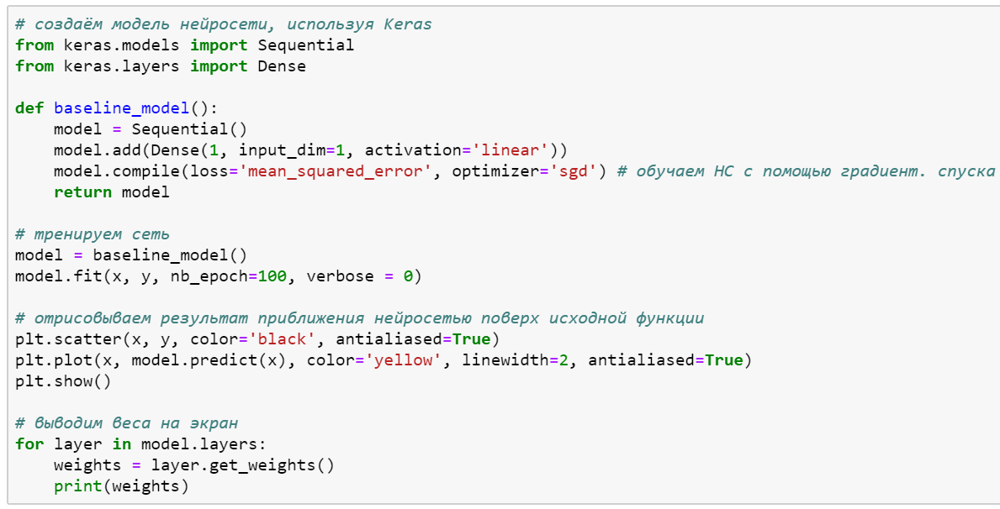 # создаём модель нейросети, используя Keras
from keras.models import Sequential
from keras.layers import Dense

def baseline_model():
    model = Sequential()
    model.add(Dense(1, input_dim=1, activation='linear'))
    model.compile(loss='mean_squared_error', optimizer='sgd') # обучаем НС с помощью градиент. спуска
    return model

# тренируем сеть
model = baseline_model()
model.fit(x, y, nb_epoch=100, verbose = 0)

# отрисовываем результат приближения нейросетью поверх исходной функции
plt.scatter(x, y, color='black', antialiased=True)
plt.plot(x, model.predict(x), color='yellow', linewidth=2, antialiased=True)
plt.show()

# выводим веса на экран
for layer in model.layers:
    weights = layer.get_weights()
    print(weights)